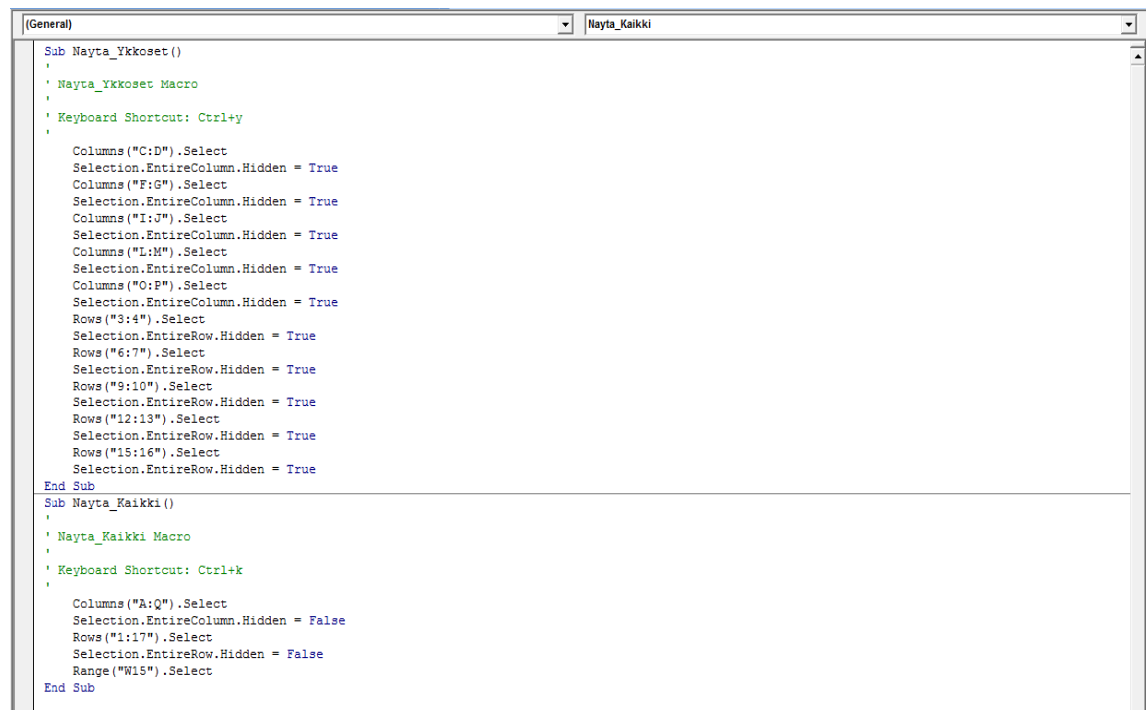 (General) Nayta_Kaikki
Sub Nayta_Ykkoset()
'
' Nayta_Ykkoset Macro
'
' Keyboard Shortcut: Ctrl+y
'
    Columns("C:D").Select
    Selection.EntireColumn.Hidden = True
    Columns("F:G").Select
    Selection.EntireColumn.Hidden = True
    Columns("I:J").Select
    Selection.EntireColumn.Hidden = True
    Columns("L:M").Select
    Selection.EntireColumn.Hidden = True
    Columns("O:P").Select
    Selection.EntireColumn.Hidden = True
    Rows("3:4").Select
    Selection.EntireRow.Hidden = True
    Rows("6:7").Select
    Selection.EntireRow.Hidden = True
    Rows("9:10").Select
    Selection.EntireRow.Hidden = True
    Rows("12:13").Select
    Selection.EntireRow.Hidden = True
    Rows("15:16").Select
    Selection.EntireRow.Hidden = True
End Sub
Sub Nayta_Kaikki()
'
' Nayta_Kaikki Macro
'
' Keyboard Shortcut: Ctrl+k
'
    Columns("A:Q").Select
    Selection.EntireColumn.Hidden = False
    Rows("1:17").Select
    Selection.EntireRow.Hidden = False
    Range("W15").Select
End Sub